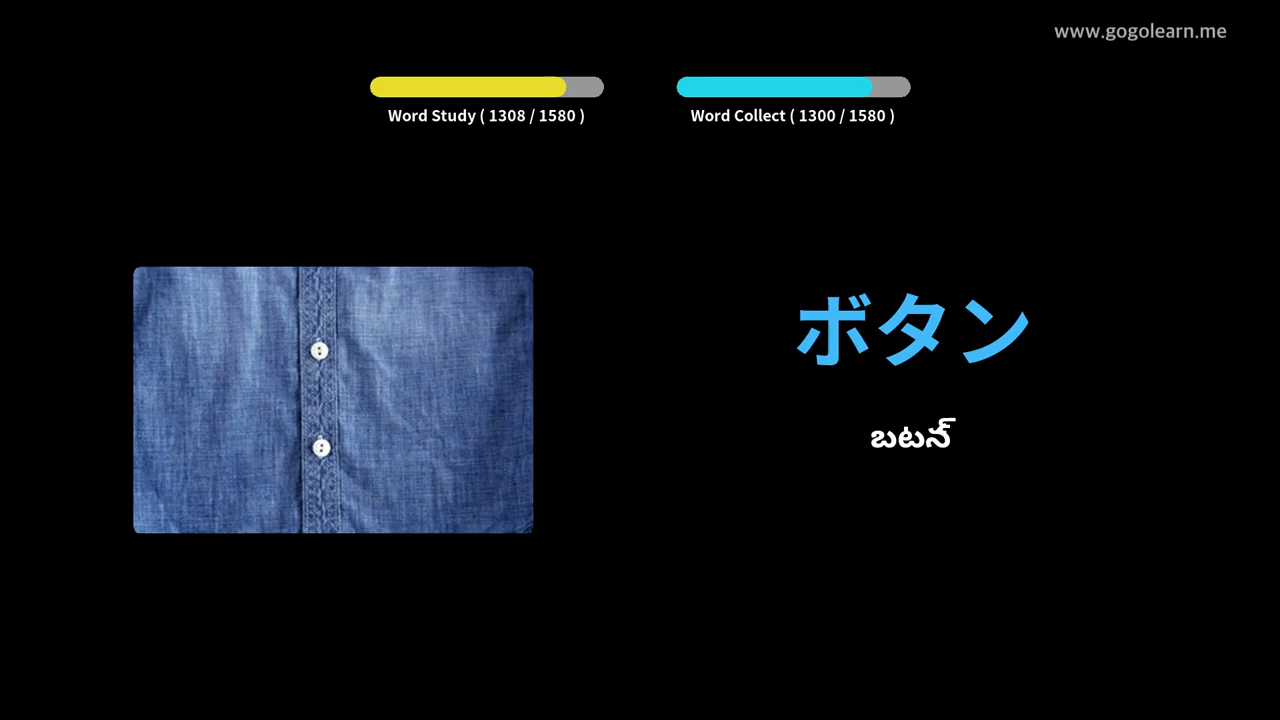 www.gogolearn.me
Word Study ( 1308 / 1580 )
Word Collect ( 1300 / 1580 )
ボタン
బటన్